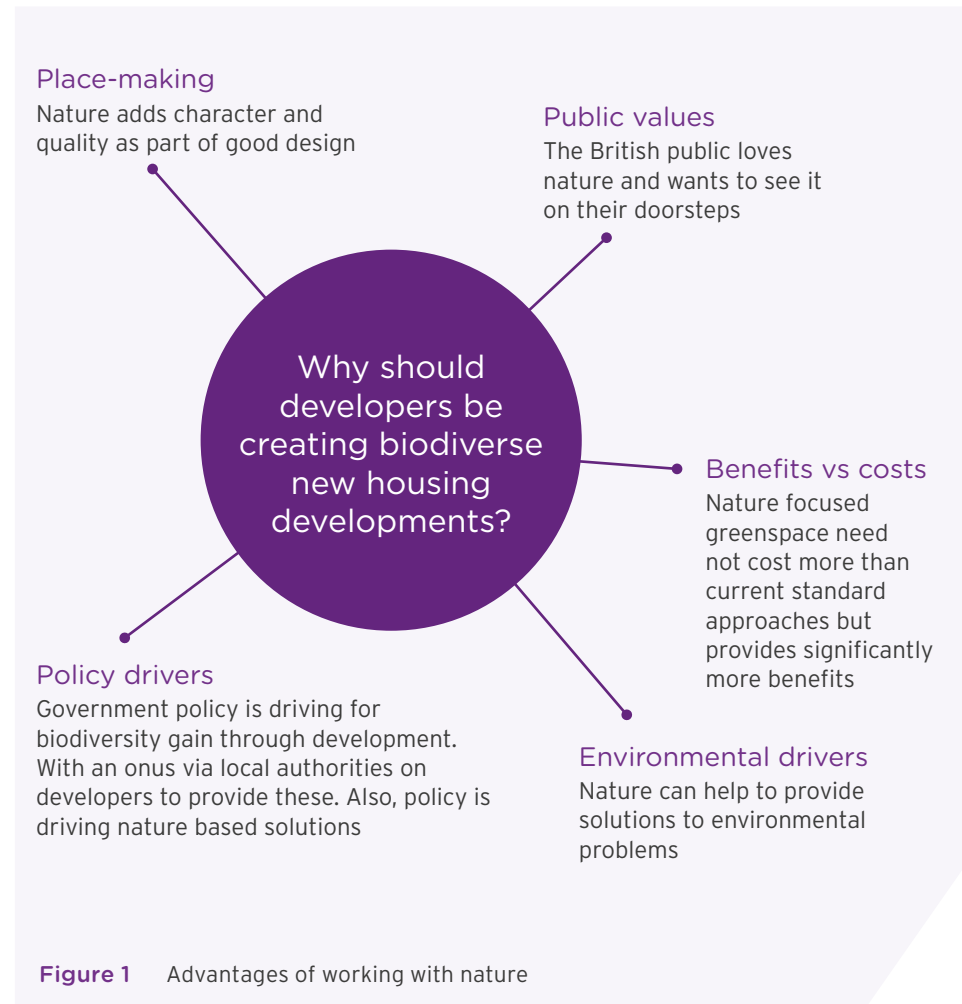 Place-making
Nature adds character and
quality as part of good design
Public values
The British public loves
nature and wants to see it
on their doorsteps
Why should
developers be
creating biodiverse
new housing
developments?
Benefits vs costs
Nature focused
greenspace need
not cost more than
current standard
approaches but
provides significantly
more benefits
Policy drivers
Government policy is driving for
biodiversity gain through development.
With an onus via local authorities on
developers to provide these. Also, policy is
driving nature based solutions
Environmental drivers
Nature can help to provide
solutions to environmental
problems
Figure 1 Advantages of working with nature